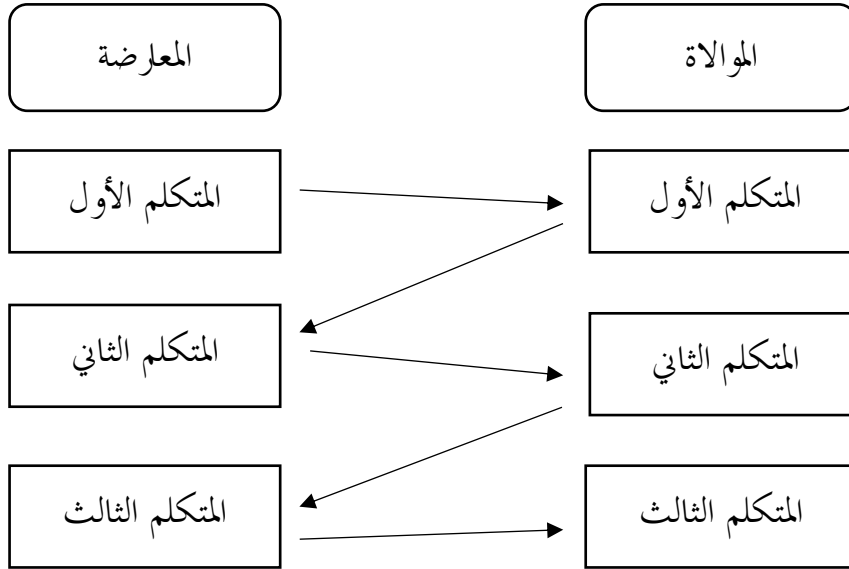 الموالاة
المعارضة
المتكلم الأول
المتكلم الأول
المتكلم الثاني
المتكلم الثاني
المتكلم الثالث
المتكلم الثالث